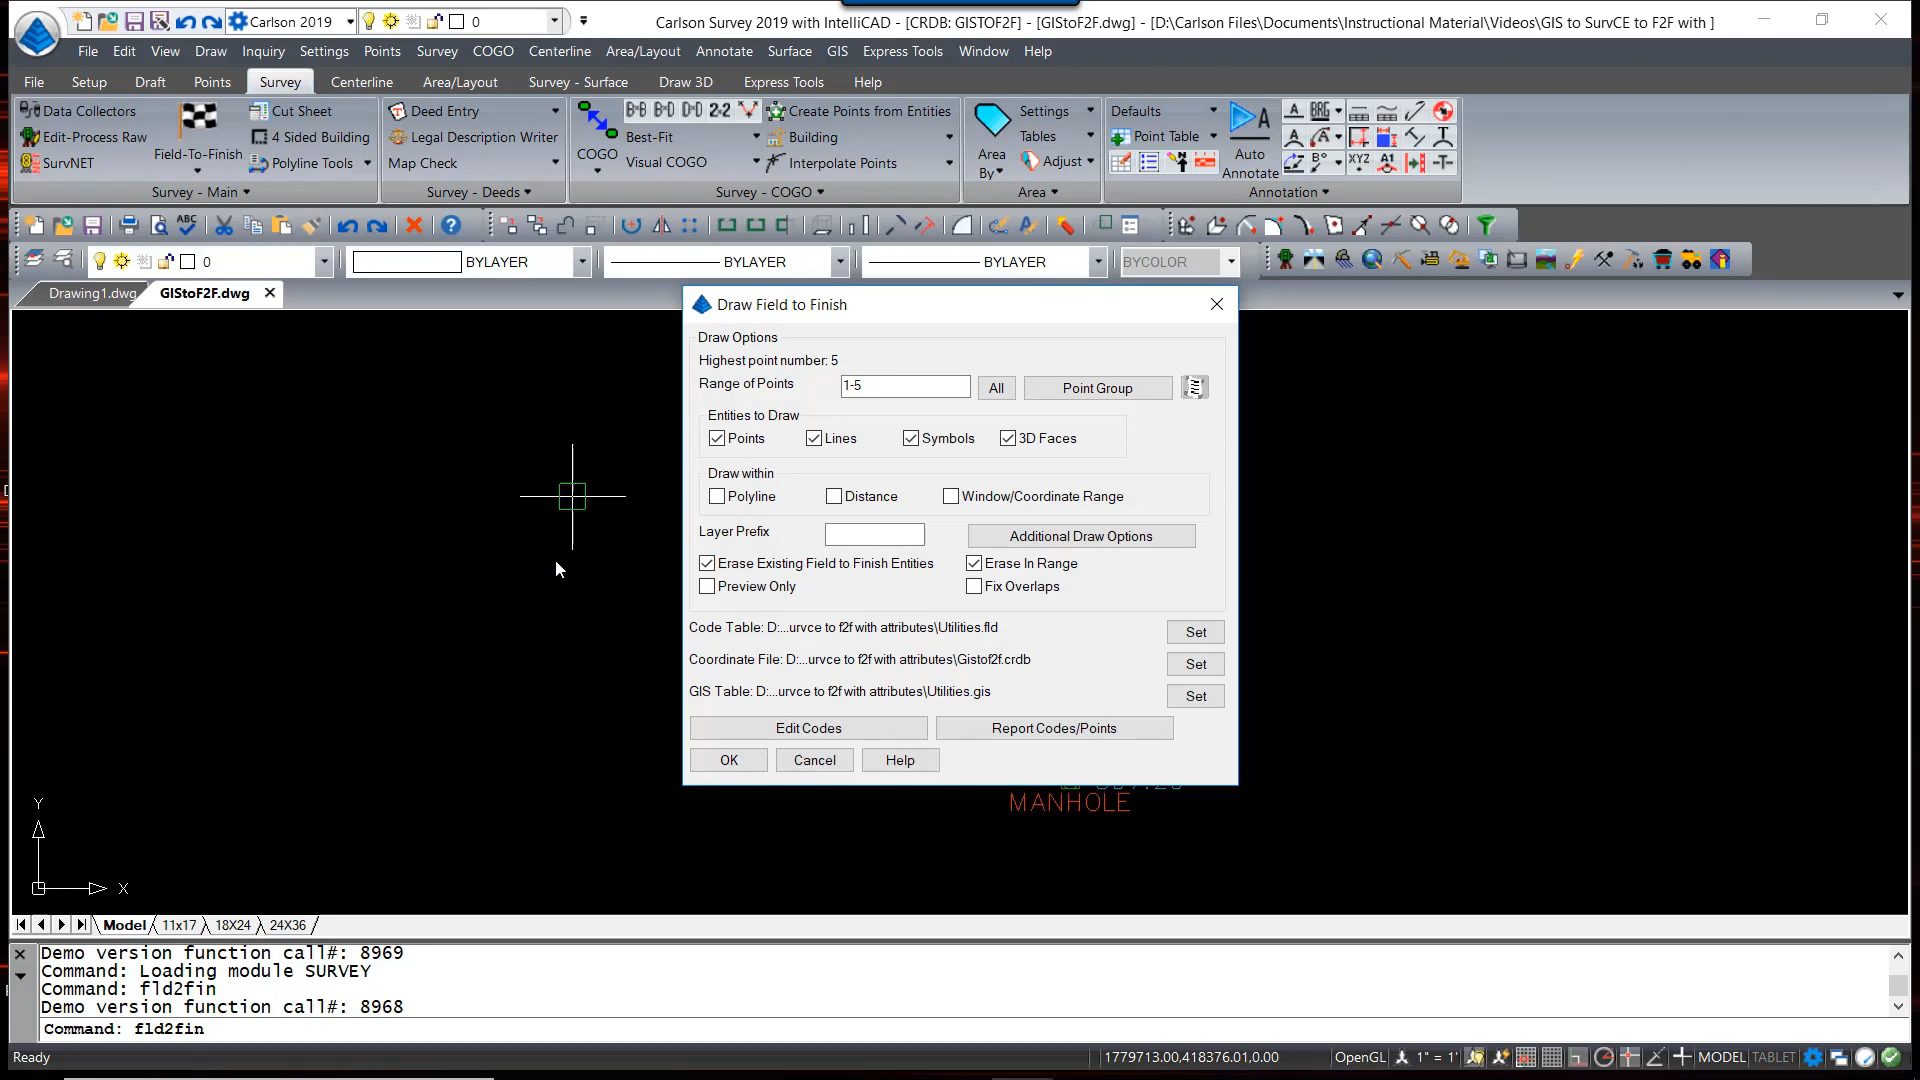 Carlson 2019
0
Carlson Survey 2019 with IntelliCAD - [CRDB: GISTOF2F] - [GIStoF2F.dwg] - [D:\Carlson Files\Documents\Instructional Material\Videos\GIS to SurvCE to F2F with ]
File Edit View Draw Inquiry Settings Points Survey COGO Centerline Area/Layout Annotate Surface GIS Express Tools Window Help
File Setup Draft Points Survey Centerline Area/Layout Survey - Surface Draw 3D Express Tools Help
Data Collectors Cut Sheet Deed Entry Create Points from Entities Settings Defaults
Edit-Process Raw 4 Sided Building Legal Description Writer Best-Fit Building Tables Point Table
SurvNET Field-To-Finish Polyline Tools Map Check COGO Visual COGO Interpolate Points Area By Adjust Auto Annotate
Survey - Main Survey - Deeds Survey - COGO Area Annotation
0 BYLAYER BYLAYER BYLAYER BYCOLOR
Drawing1.dwg GIStoF2F.dwg
Draw Field to Finish
Draw Options
Highest point number: 5
Range of Points 1-5 All Point Group
Entities to Draw
Points Lines Symbols 3D Faces
Draw within
Polyline Distance Window/Coordinate Range
Layer Prefix Additional Draw Options
Erase Existing Field to Finish Entities Erase In Range
Preview Only Fix Overlaps
Code Table: D:...urvce to f2f with attributes\Utilities.fld Set
Coordinate File: D:...urvce to f2f with attributes\Gistof2f.crdb Set
GIS Table: D:...urvce to f2f with attributes\Utilities.gis Set
Edit Codes Report Codes/Points
OK Cancel Help
MANHOLE
Y
X
Model 11x17 18X24 24X36
Demo version function call#: 8969
Command: Loading module SURVEY
Command: fld2fin
Demo version function call#: 8968
Command: fld2fin
Ready 1779713.00,418376.01,0.00 OpenGL 1" = 1' MODEL TABLET